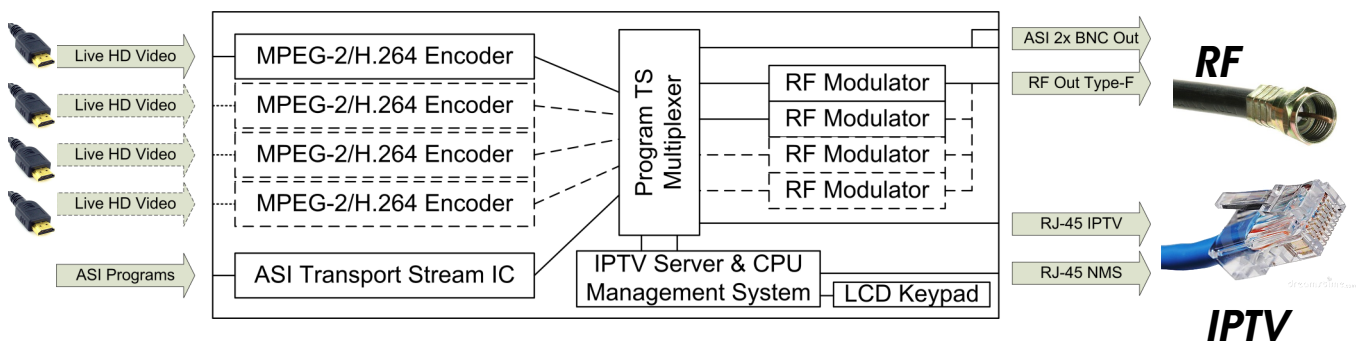 Live HD Video
Live HD Video
Live HD Video
Live HD Video
ASI Programs
MPEG-2/H.264 Encoder
MPEG-2/H.264 Encoder
MPEG-2/H.264 Encoder
MPEG-2/H.264 Encoder
ASI Transport Stream IC
Program TS
Multiplexer
RF Modulator
RF Modulator
RF Modulator
RF Modulator
IPTV Server & CPU
Management System
LCD Keypad
ASI 2x BNC Out
RF Out Type-F
RJ-45 IPTV
RJ-45 NMS
RF
IPTV